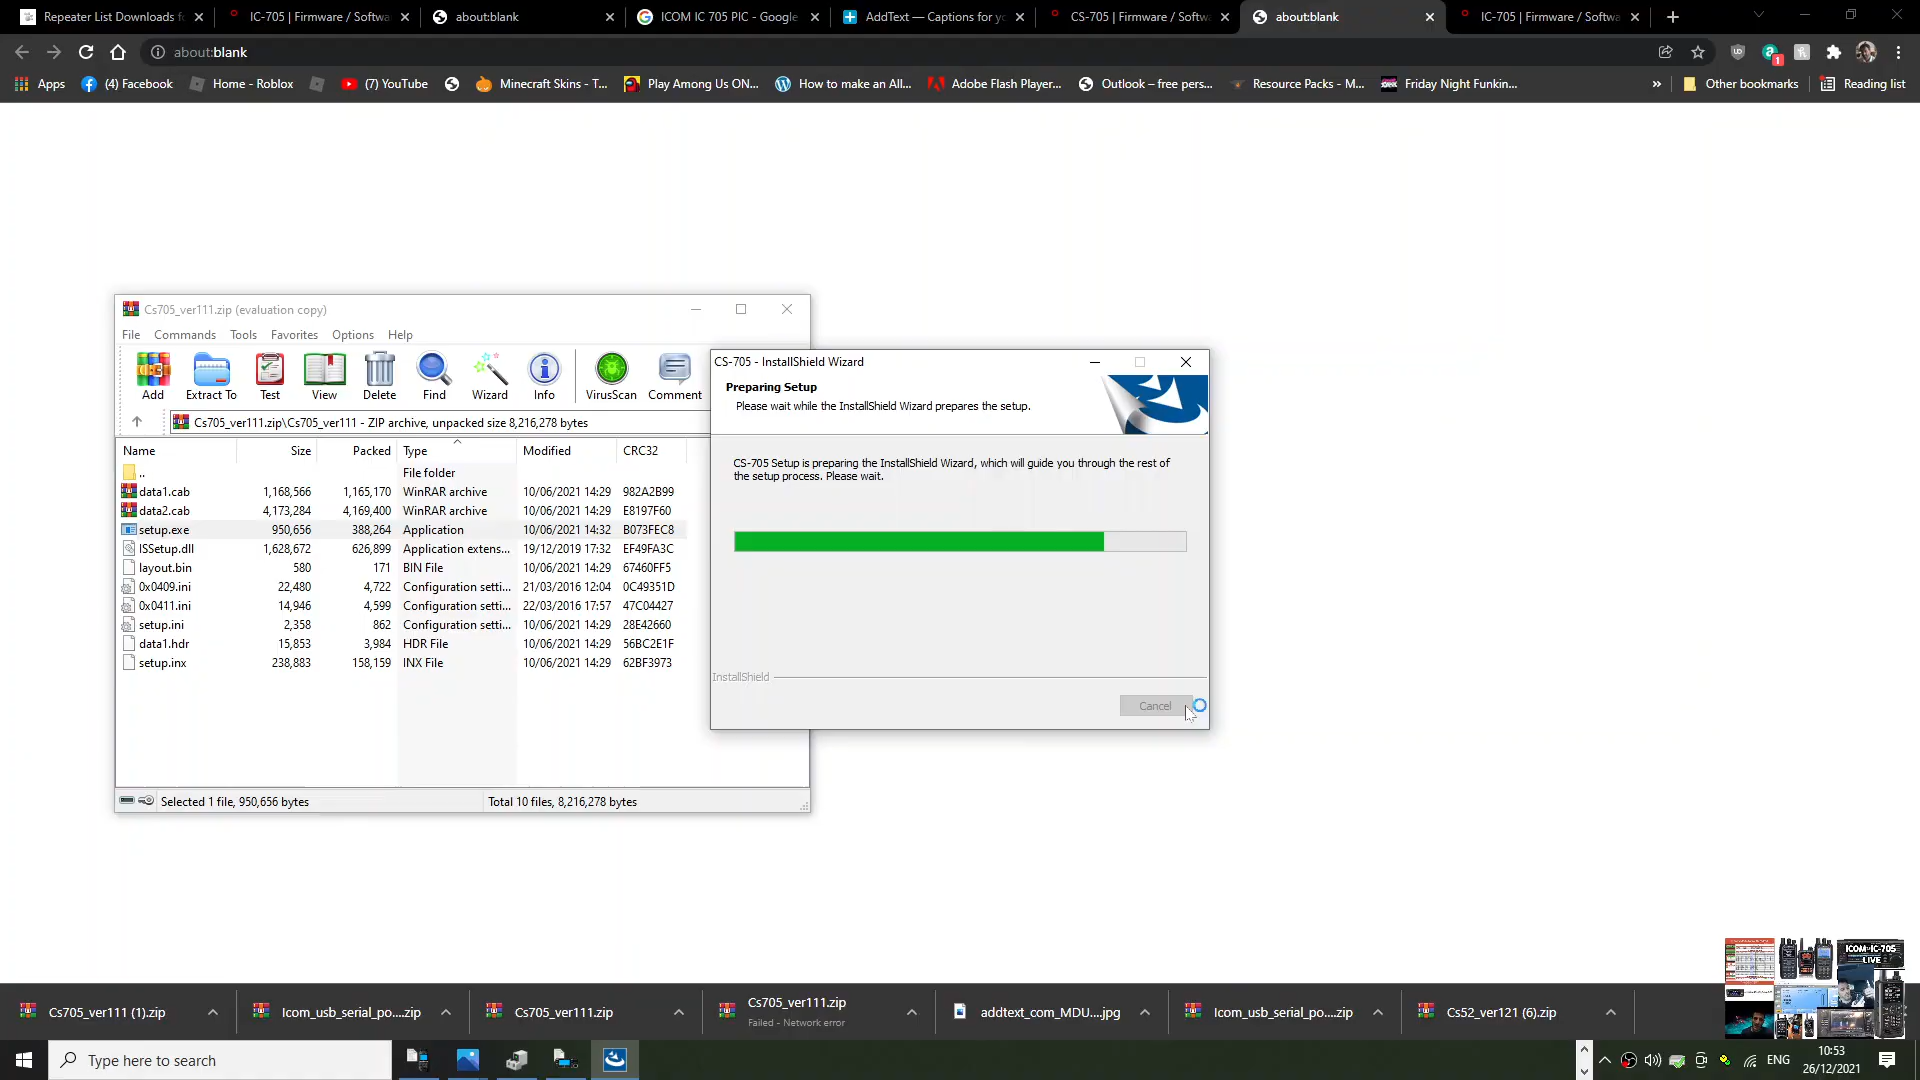 Repeater List Downloads f
IC-705 | Firmware / Softwa
about:blank
ICOM IC 705 PIC - Google
AddText — Captions for yo
CS-705 | Firmware / Softwa
about:blank
IC-705 | Firmware / Softwa
about:blank
Apps
(4) Facebook
Home - Roblox
(7) YouTube
Minecraft Skins - T...
Play Among Us ON...
How to make an All...
Adobe Flash Player...
Outlook – free pers...
Resource Packs - M...
Friday Night Funkin...
Other bookmarks
Reading list
Cs705_ver111.zip (evaluation copy)
File Commands Tools Favorites Options Help
Add Extract To Test View Delete Find Wizard Info VirusScan Comment
Cs705_ver111.zip\Cs705_ver111 - ZIP archive, unpacked size 8,216,278 bytes
Name Size Packed Type Modified CRC32
.. File folder
data1.cab 1,168,566 1,165,170 WinRAR archive 10/06/2021 14:29 982A2B99
data2.cab 4,173,284 4,169,400 WinRAR archive 10/06/2021 14:29 E8197F60
setup.exe 950,656 388,264 Application 10/06/2021 14:32 B073FEC8
ISSetup.dll 1,628,672 626,899 Application extens... 19/12/2019 17:32 EF49FA3C
layout.bin 580 171 BIN File 10/06/2021 14:29 67460FF5
0x0409.ini 22,480 4,722 Configuration setti... 21/03/2016 12:04 0C49351D
0x0411.ini 14,946 4,599 Configuration setti... 22/03/2016 17:57 47C04427
setup.ini 2,358 862 Configuration setti... 10/06/2021 14:29 28E42660
data1.hdr 15,853 3,984 HDR File 10/06/2021 14:29 56BC2E1F
setup.inx 238,883 158,159 INX File 10/06/2021 14:29 62BF3973
Selected 1 file, 950,656 bytes
Total 10 files, 8,216,278 bytes
CS-705 - InstallShield Wizard
Preparing Setup
Please wait while the InstallShield Wizard prepares the setup.
CS-705 Setup is preparing the InstallShield Wizard, which will guide you through the rest of
the setup process. Please wait.
InstallShield
Cancel
ICOM IC-705
LIVE
Cs705_ver111 (1).zip
Icom_usb_serial_po....zip
Cs705_ver111.zip
Cs705_ver111.zip
Failed - Network error
addtext_com_MDU....jpg
Icom_usb_serial_po....zip
Cs52_ver121 (6).zip
Type here to search
ENG
10:53
26/12/2021